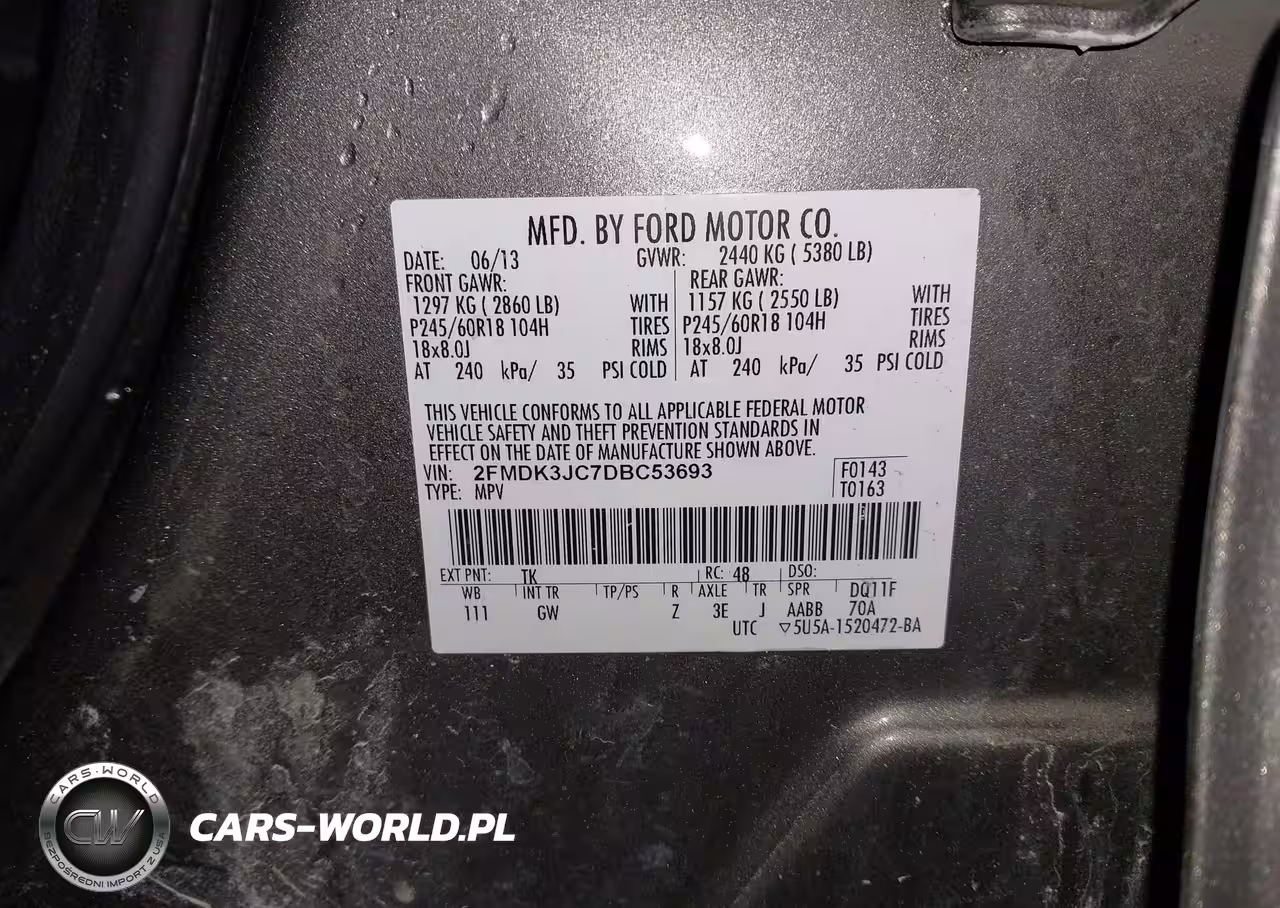 MFD. BY FORD MOTOR CO.
DATE: 06/13 GVWR: 2440 KG ( 5380 LB)
FRONT GAWR: REAR GAWR:
1297 KG ( 2860 LB) WITH 1157 KG ( 2550 LB) WITH
P245/60R18 104H TIRES P245/60R18 104H TIRES
18x8.0J RIMS 18x8.0J RIMS
AT 240 kPa/ 35 PSI COLD AT 240 kPa/ 35 PSI COLD
THIS VEHICLE CONFORMS TO ALL APPLICABLE FEDERAL MOTOR
VEHICLE SAFETY AND THEFT PREVENTION STANDARDS IN
EFFECT ON THE DATE OF MANUFACTURE SHOWN ABOVE.
VIN: 2FMDK3JC7DBC53693 F0143
TYPE: MPV T0163
EXT PNT: TK RC: 48 DSO:
WB INT TR TP/PS R AXLE TR SPR DQ11F
111 GW Z 3E J AABB 70A
UTC ▽5U5A-1520472-BA
CARS-WORLD
CW
BEZPOŚREDNI IMPORT Z USA
CARS-WORLD.PL